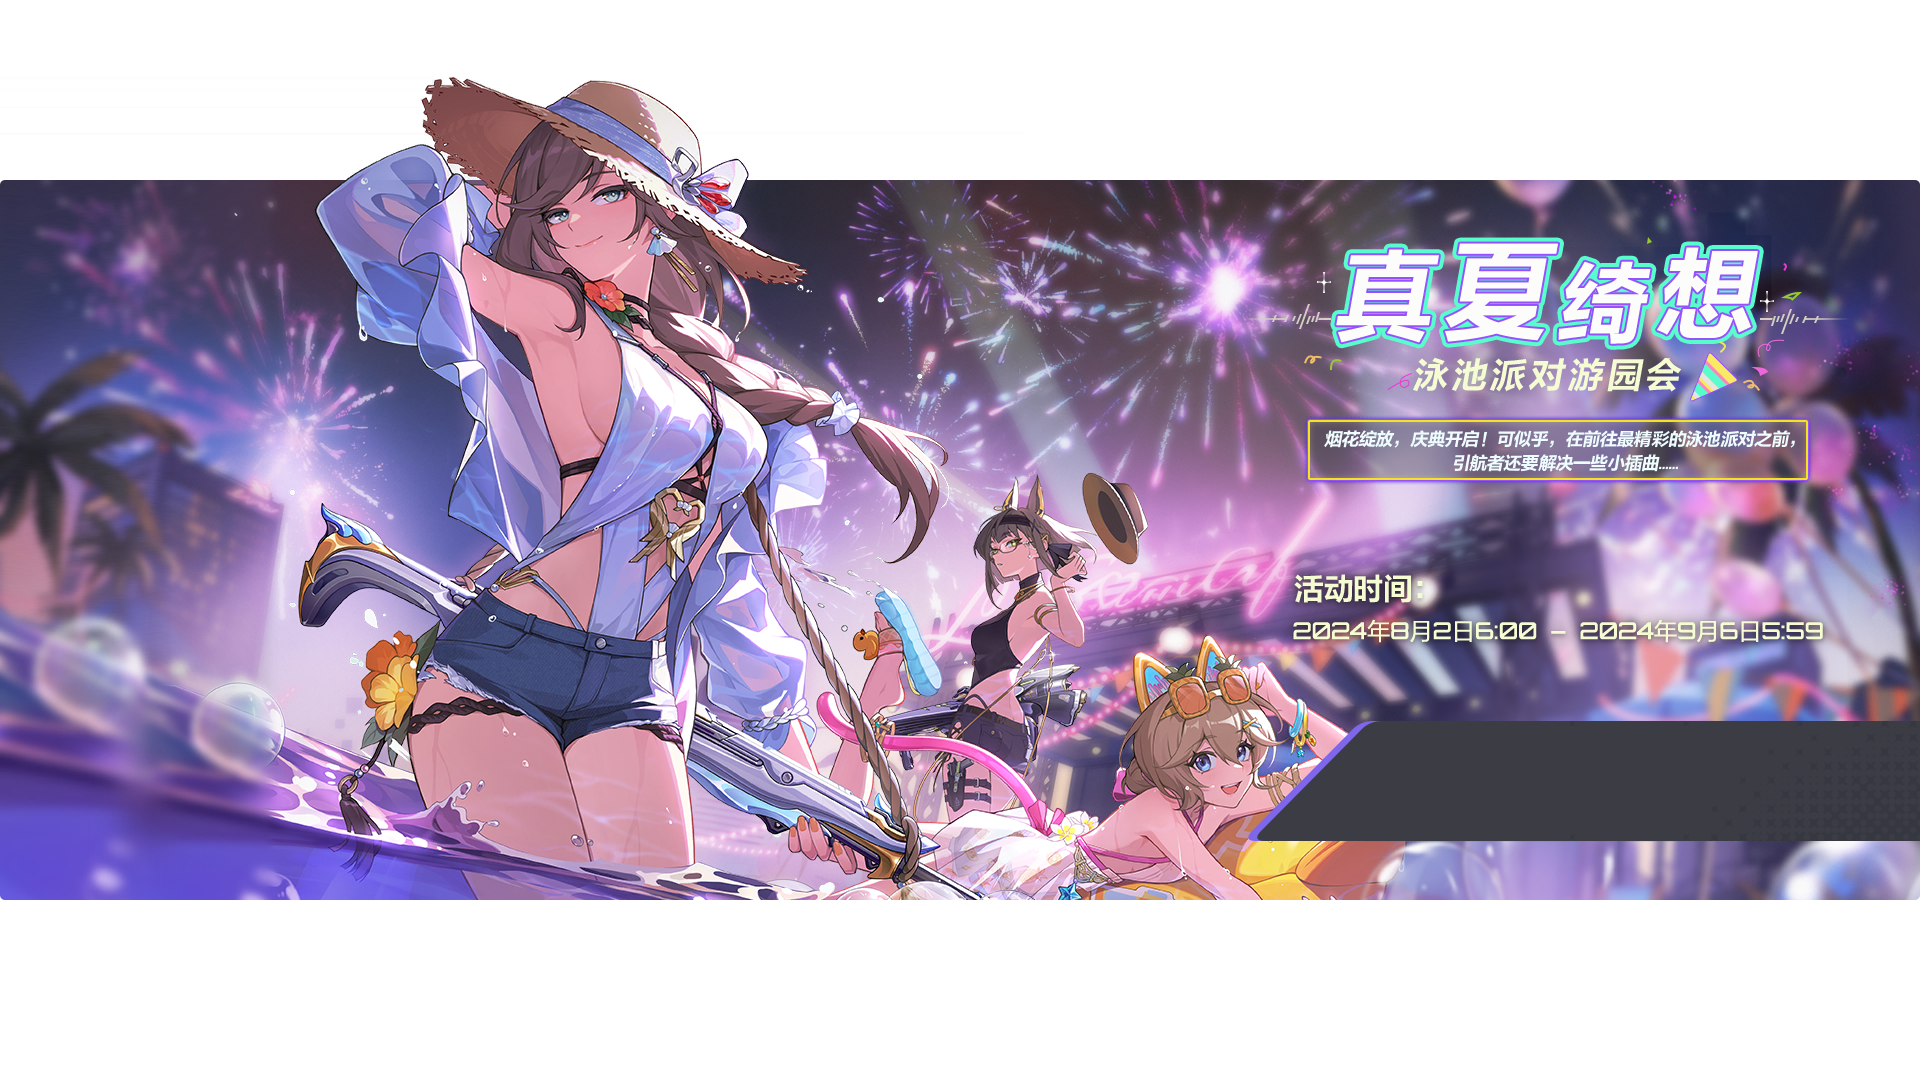 真夏绮想
泳池派对游园会
烟花绽放，庆典开启！可似乎，在前往最精彩的泳池派对之前，
引航者还要解决一些小插曲……
活动时间：
2024年8月2日6:00 – 2024年9月6日5:59